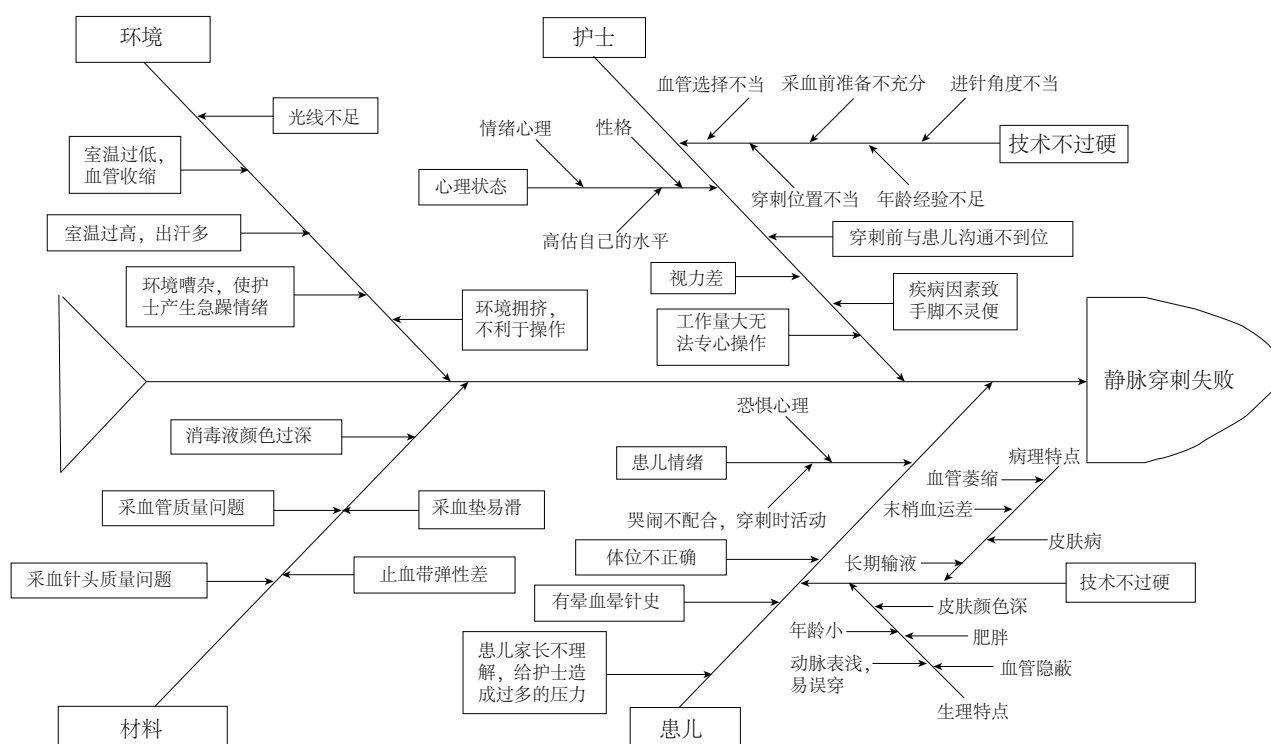 环境
护士
血管选择不当
采血前准备不充分
进针角度不当
光线不足
情绪心理
性格
技术不过硬
室温过低，
血管收缩
心理状态
穿刺位置不当
年龄经验不足
室温过高，出汗多
高估自己的水平
穿刺前与患儿沟通不到位
视力差
环境嘈杂，使护
士产生急躁情绪
疾病因素致
手脚不灵便
环境拥挤，
不利于操作
工作量大无
法专心操作
静脉穿刺失败
恐惧心理
消毒液颜色过深
患儿情绪
病理特点
血管萎缩
采血管质量问题
采血垫易滑
末梢血运差
哭闹不配合，穿刺时活动
皮肤病
体位不正确
长期输液
采血针头质量问题
止血带弹性差
技术不过硬
有晕血晕针史
皮肤颜色深
年龄小
肥胖
患儿家长不理
解，给护士造
成过多的压力
动脉表浅，
易误穿
血管隐蔽
生理特点
材料
患儿